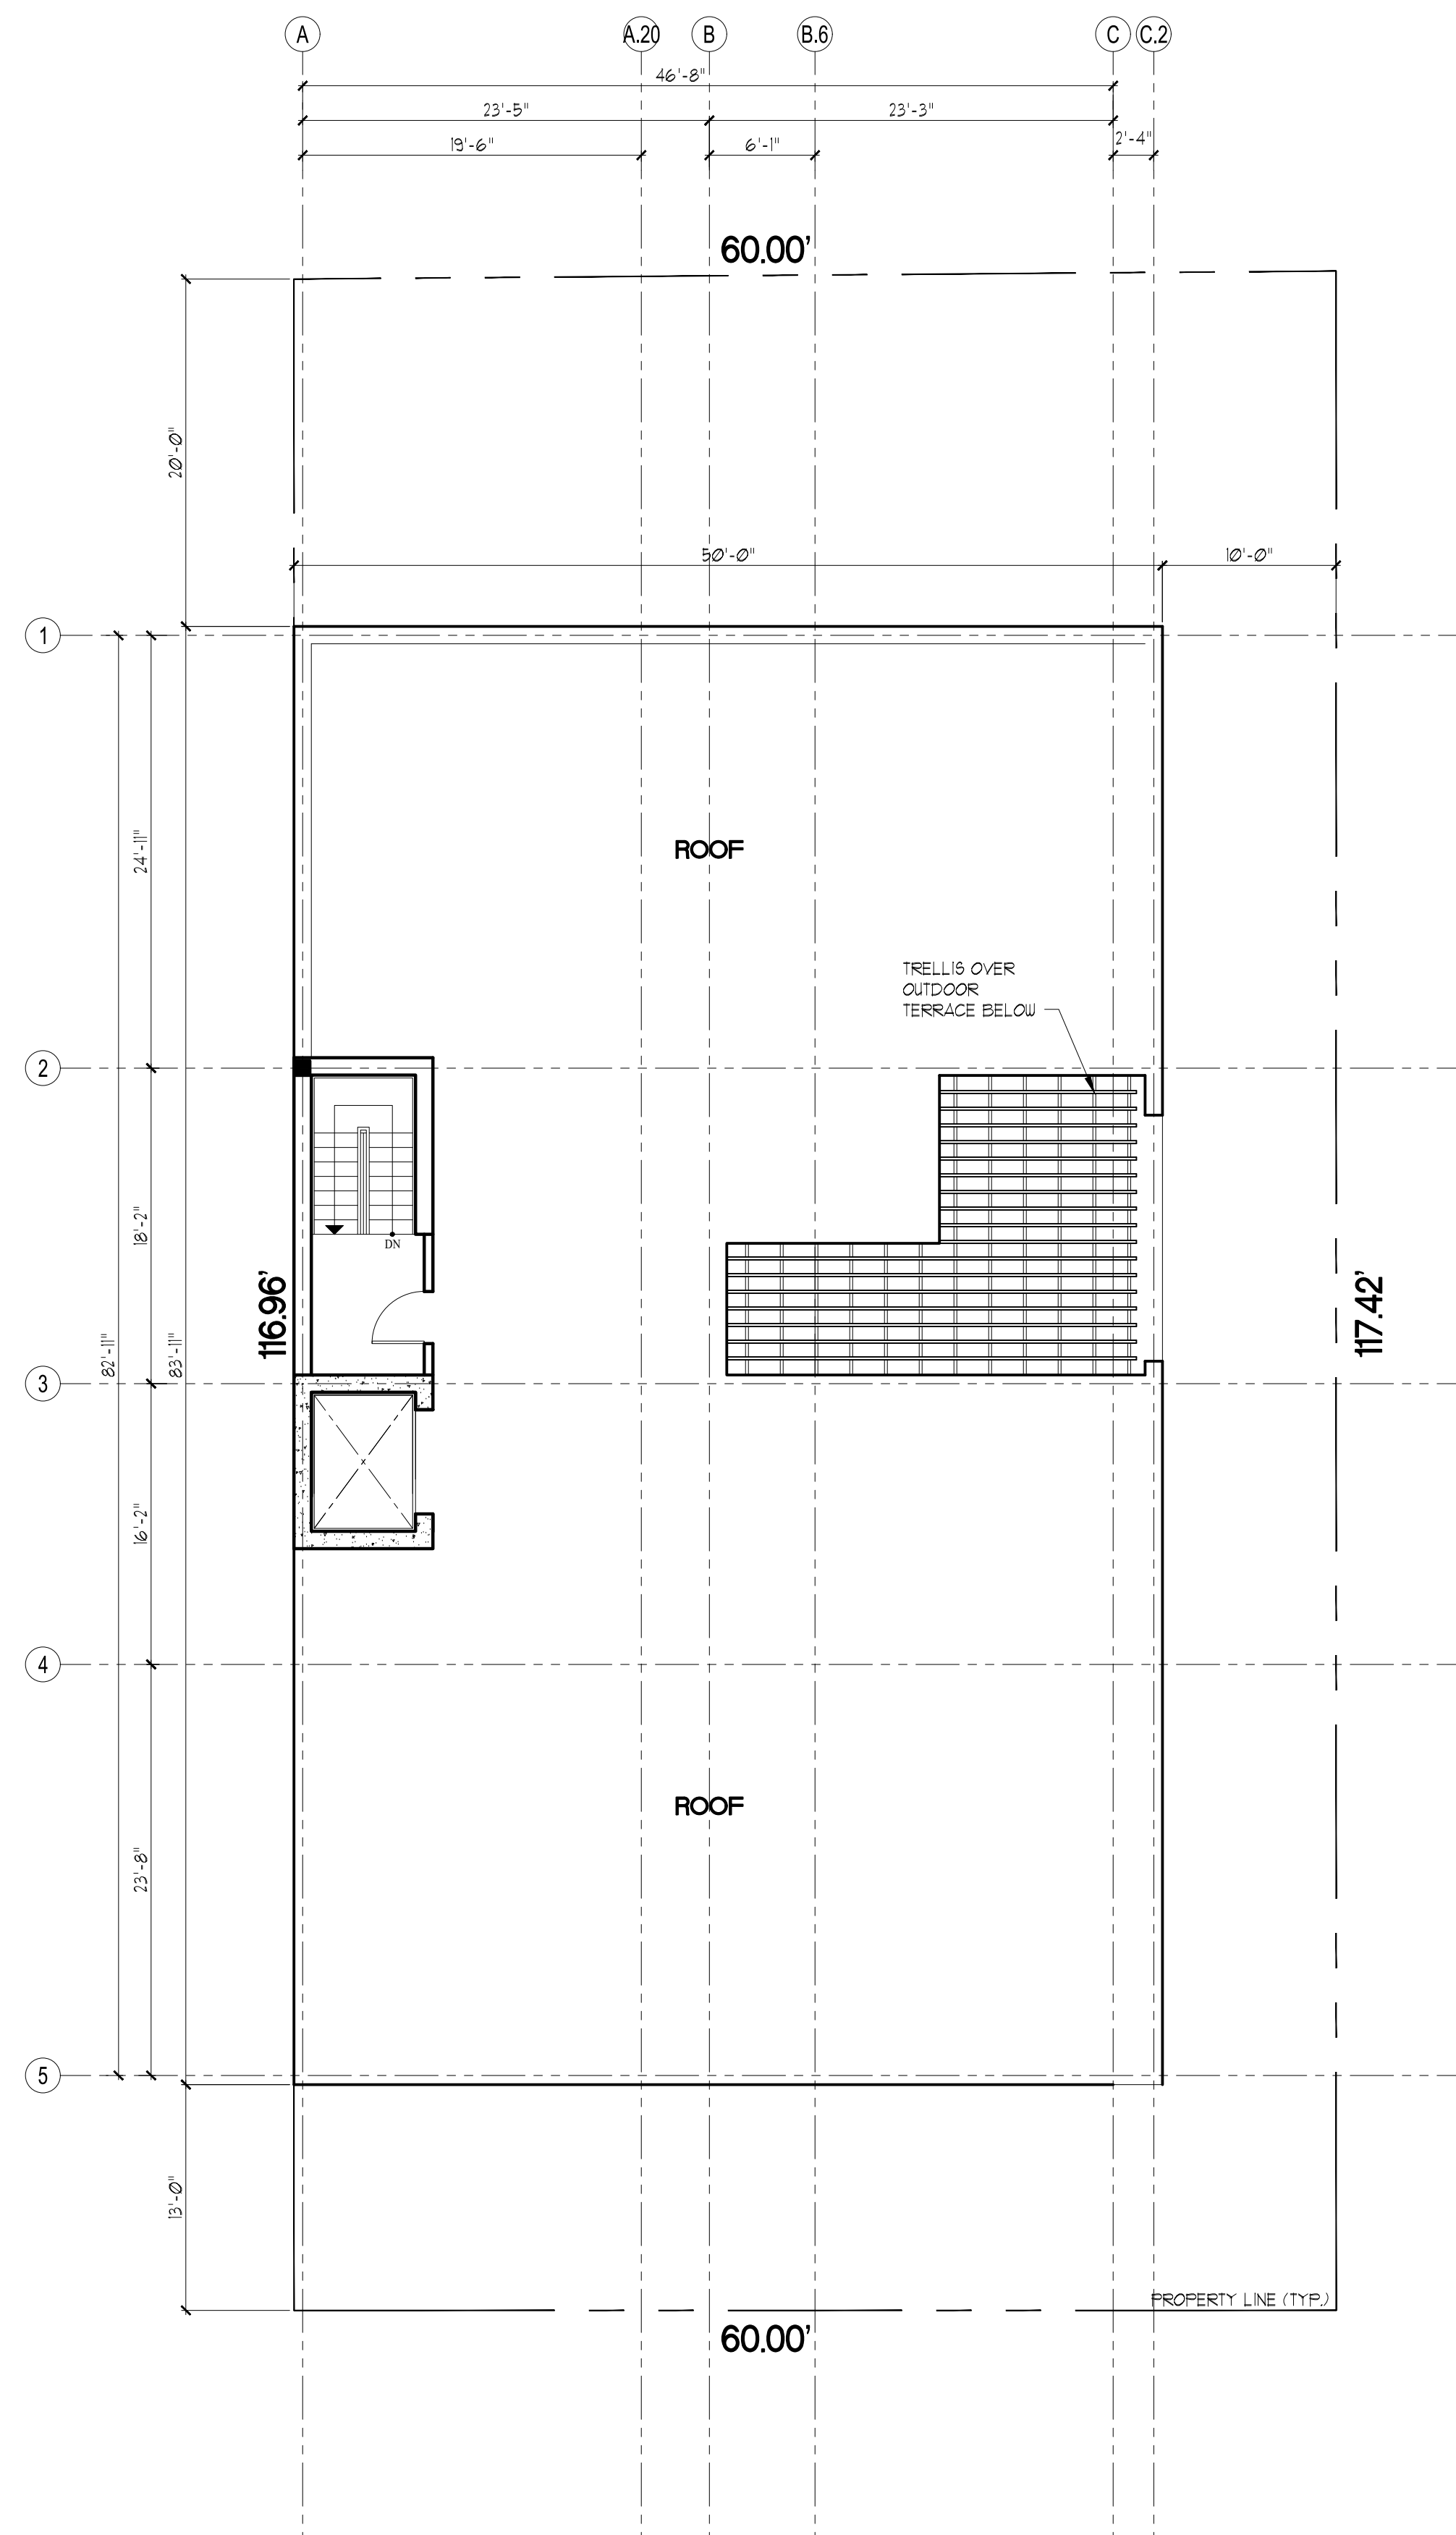 A A.20 B B.6 C C.2
46'-8"
23'-5" 23'-3"
19'-6" 6'-1" 2'-4"
60.00'
20'-0"
50'-0" 10'-0"
1
24'-11"
ROOF
TRELLIS OVER
OUTDOOR
TERRACE BELOW
2
18'-2"
DN
116.96'
117.42'
82'-11"
83'-11"
3
16'-2"
4
ROOF
23'-8"
5
13'-0"
PROPERTY LINE (TYP.)
60.00'